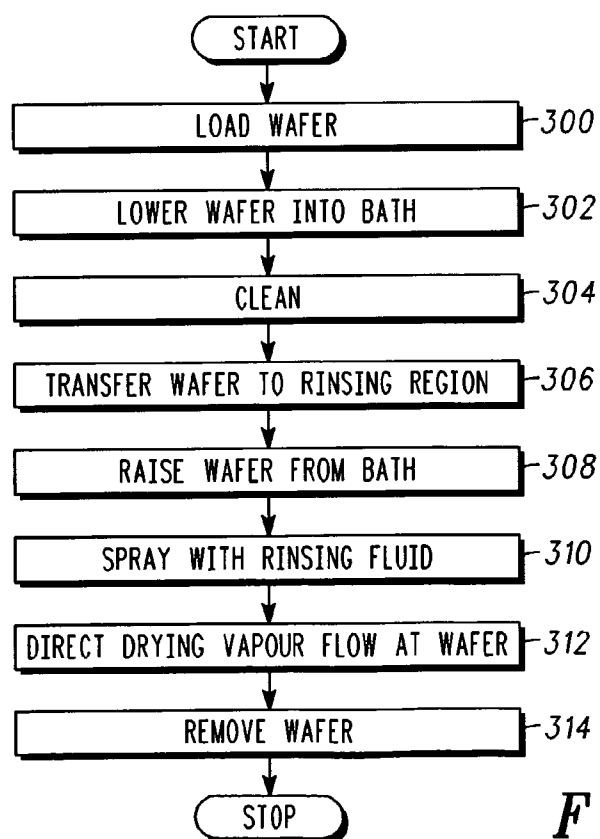 START
LOAD WAFER 300
LOWER WAFER INTO BATH 302
CLEAN 304
TRANSFER WAFER TO RINSING REGION 306
RAISE WAFER FROM BATH 308
SPRAY WITH RINSING FLUID 310
DIRECT DRYING VAPOUR FLOW AT WAFER 312
REMOVE WAFER 314
STOP
F